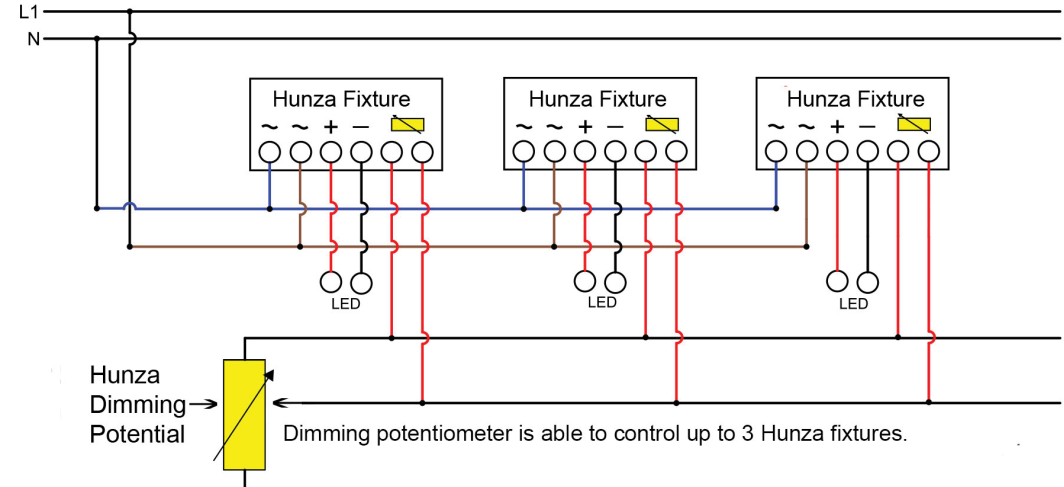 L1
N
Hunza Fixture Hunza Fixture Hunza Fixture
~ ~ + – ~ ~ + – ~ ~ + –
LED LED LED
Hunza
Dimming
Potential
Dimming potentiometer is able to control up to 3 Hunza fixtures.